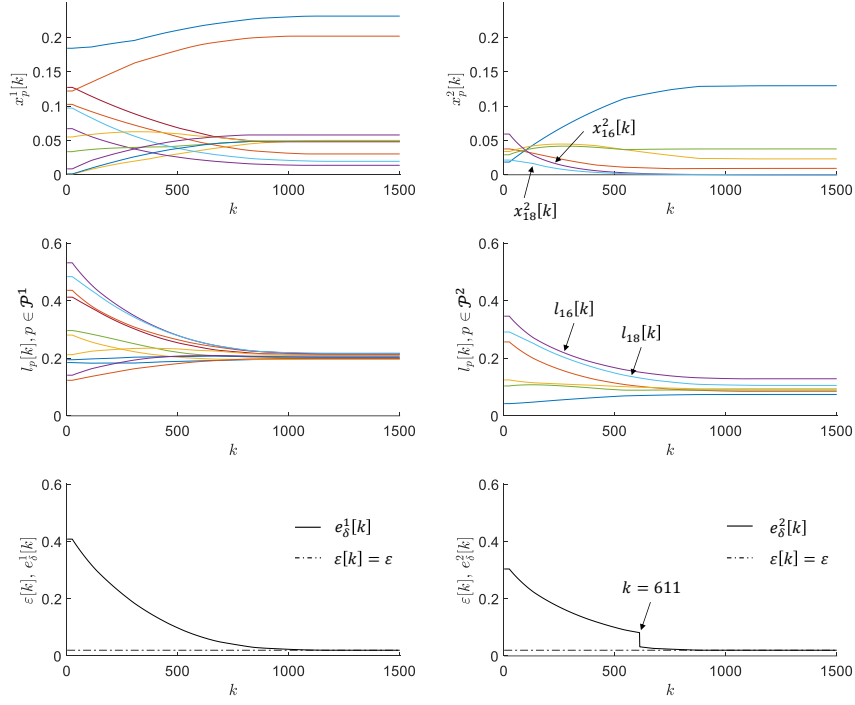 x_p^1[k]
0.2
0.15
0.1
0.05
0
0 500 1000 1500
k
x_p^2[k]
0.2
0.15
0.1
0.05
0
x_{16}^2[k]
x_{18}^2[k]
0 500 1000 1500
k
l_p[k], p ∈ 𝒫^1
0.6
0.4
0.2
0
0 500 1000 1500
k
l_p[k], p ∈ 𝒫^2
0.6
0.4
0.2
0
l_{16}[k]
l_{18}[k]
0 500 1000 1500
k
ε[k], e_δ^1[k]
0.6
0.4
0.2
0
e_δ^1[k]
ε[k] = ε
0 500 1000 1500
k
ε[k], e_δ^2[k]
0.6
0.4
0.2
0
e_δ^2[k]
ε[k] = ε
k = 611
0 500 1000 1500
k